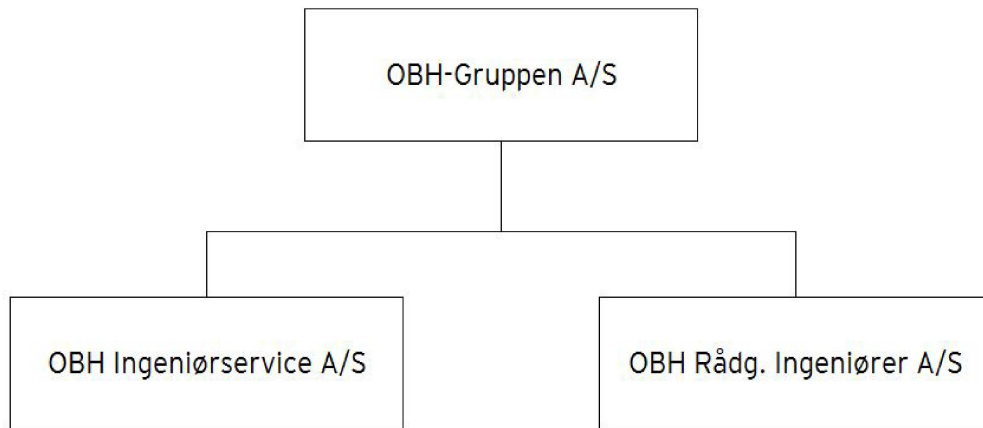 OBH-Gruppen A/S
OBH Ingeniørservice A/S
OBH Rådg. Ingeniører A/S